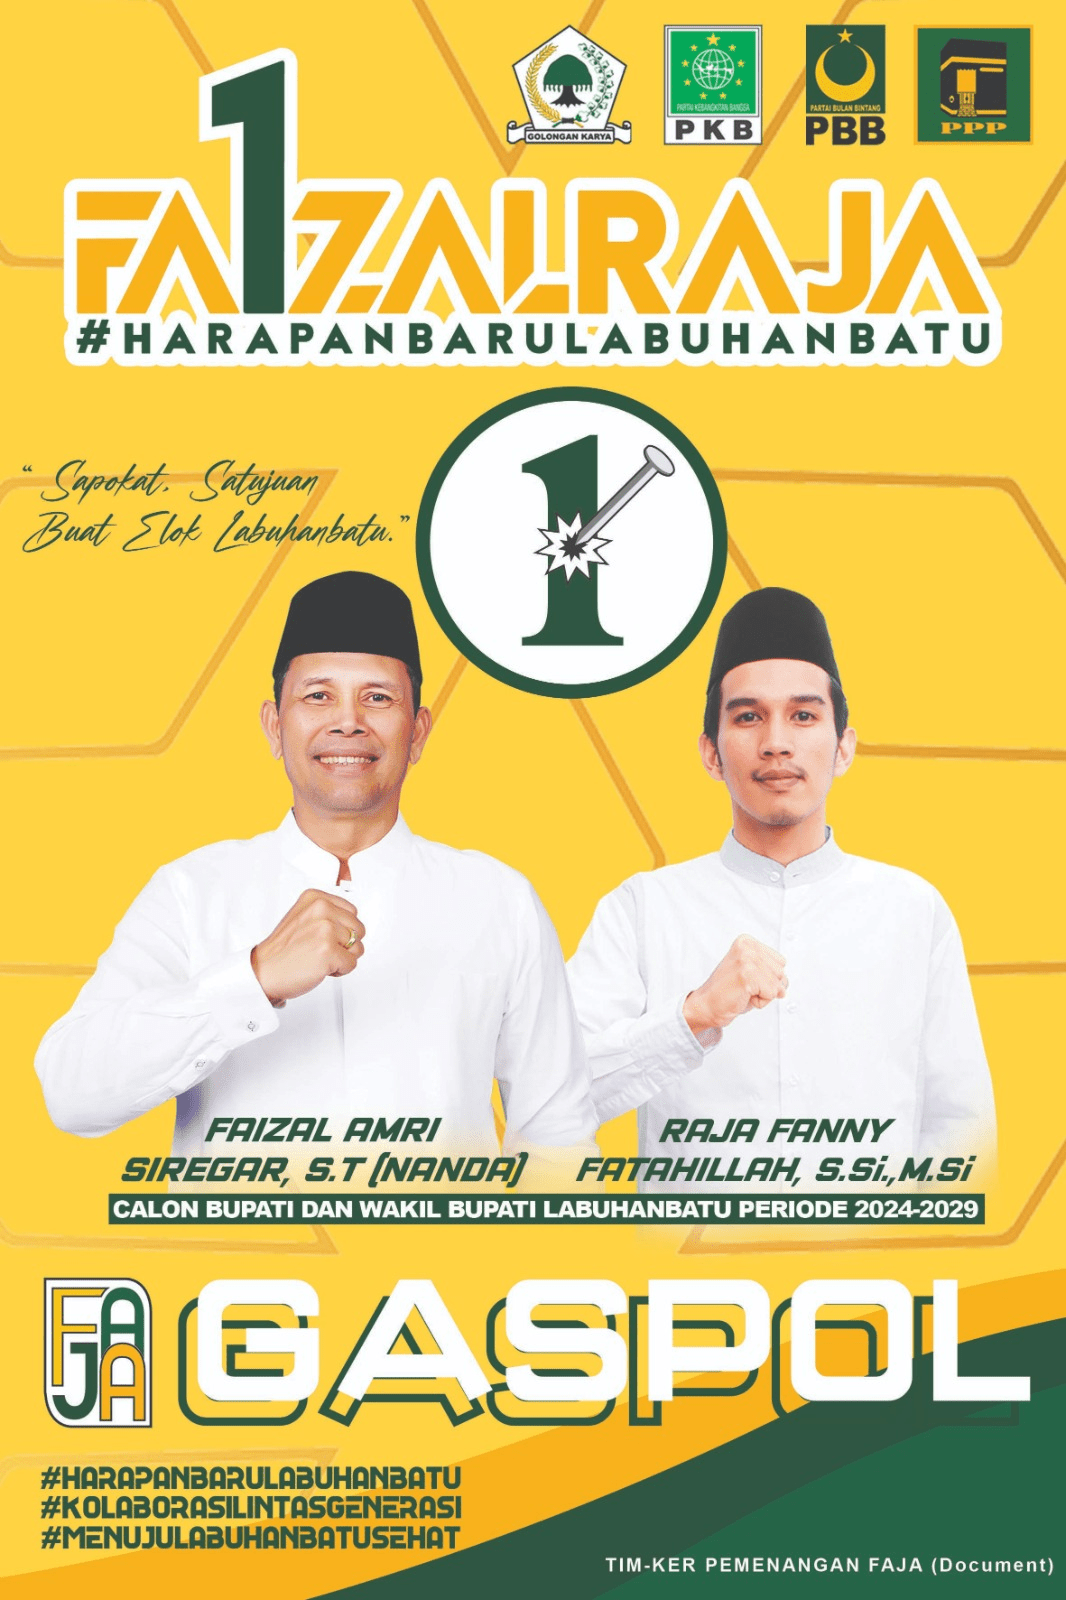 GOLONGAN KARYA
PARTAI KEBANGKITAN BANGSA
PKB
PARTAI BULAN BINTANG
PBB
PPP
FA1ZALRAJA
#HARAPANBARULABUHANBATU
" Sapokat, Satujuan
Buat Elok Labuhanbatu."
1
FAIZAL AMRI
SIREGAR, S.T (NANDA)
RAJA FANNY
FATAHILLAH, S.Si.,M.Si
CALON BUPATI DAN WAKIL BUPATI LABUHANBATU PERIODE 2024-2029
FAJA
GASPOL
#HARAPANBARULABUHANBATU
#KOLABORASILINTASGENERASI
#MENUJULABUHANBATUSEHAT
TIM-KER PEMENANGAN FAJA (Document)